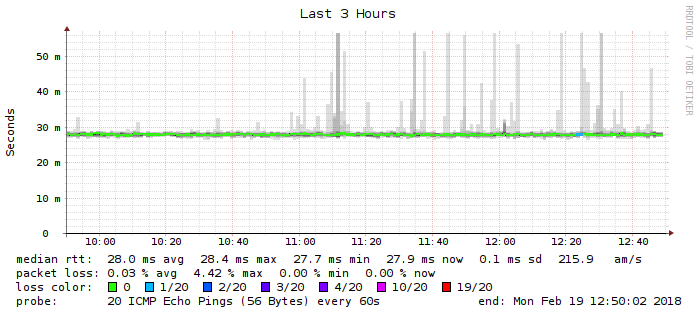 Last 3 Hours
RRDTOOL / TOBI OETIKER
Seconds
50 m
40 m
30 m
20 m
10 m
0
10:00 10:20 10:40 11:00 11:20 11:40 12:00 12:20 12:40
median rtt: 28.0 ms avg 28.4 ms max 27.7 ms min 27.9 ms now 0.1 ms sd 215.9 am/s
packet loss: 0.03 % avg 4.42 % max 0.00 % min 0.00 % now
loss color: 0 1/20 2/20 3/20 4/20 10/20 19/20
probe: 20 ICMP Echo Pings (56 Bytes) every 60s end: Mon Feb 19 12:50:02 2018